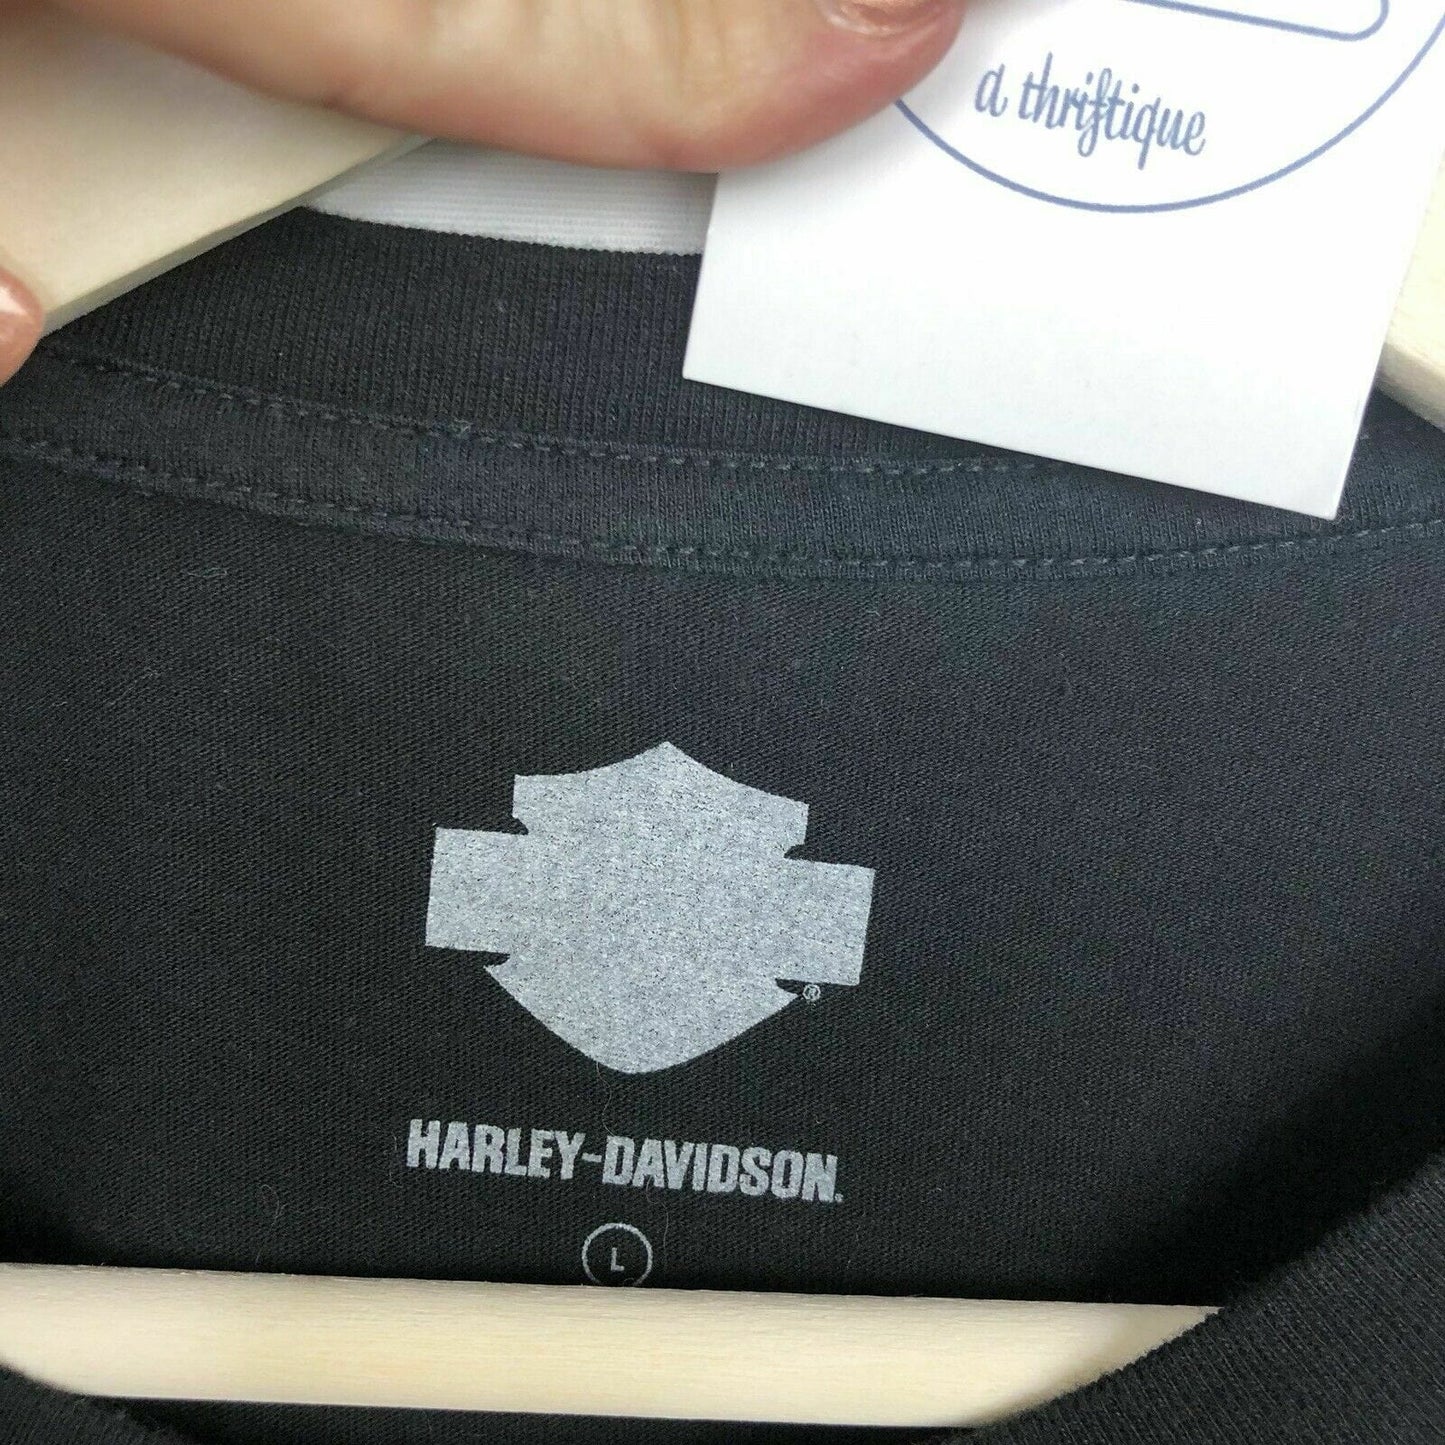 a thriftique
®
HARLEY-DAVIDSON.
L